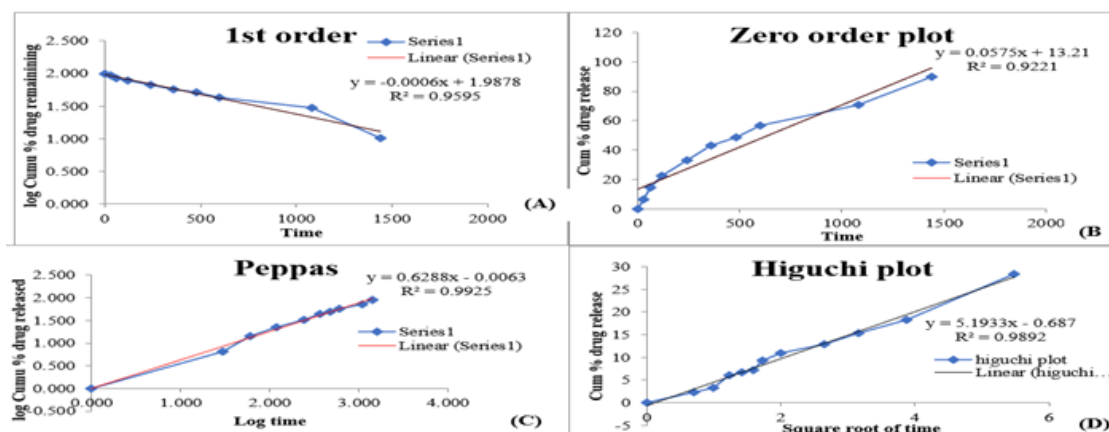 1st order
Series1
Linear (Series1)
y = -0.0006x + 1.9878
R² = 0.9595
log Cumu % drug remainining
2.500
2.000
1.500
1.000
0.500
0.000
0
500
1000
1500
2000
Time
(A)
Zero order plot
y = 0.0575x + 13.21
R² = 0.9221
Cum % drug release
120
100
80
60
40
20
0
Series1
Linear (Series1)
0
500
1000
1500
2000
Time
(B
Peppas
y = 0.6288x - 0.0063
R² = 0.9925
log Cumu % drug released
2.500
2.000
1.500
1.000
0.500
0.000
-0.500
Series1
Linear (Series1)
0.000
1.000
2.000
3.000
4.000
Log time
(C)
Higuchi plot
y = 5.1933x - 0.687
R² = 0.9892
Cum % drug release
30
25
20
15
10
5
0
-5
higuchi plot
Linear (higuchi…
0
2
4
6
Square root of time
(D)